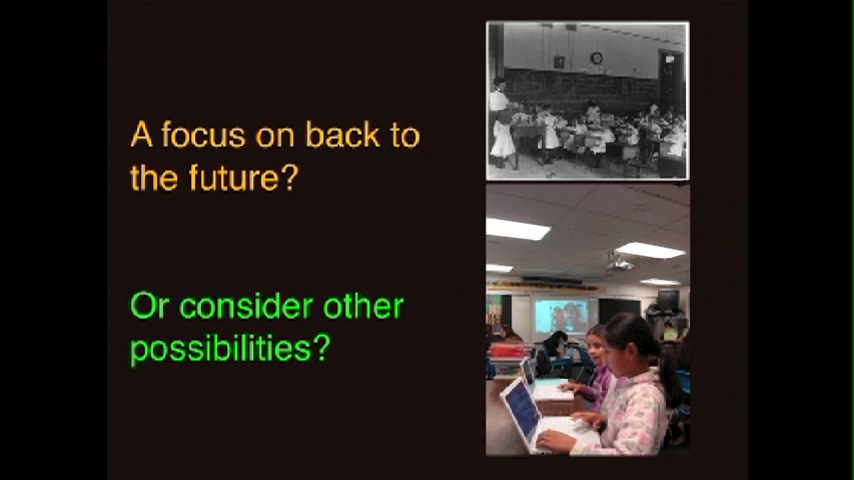 A focus on back to
the future?
Or consider other
possibilities?